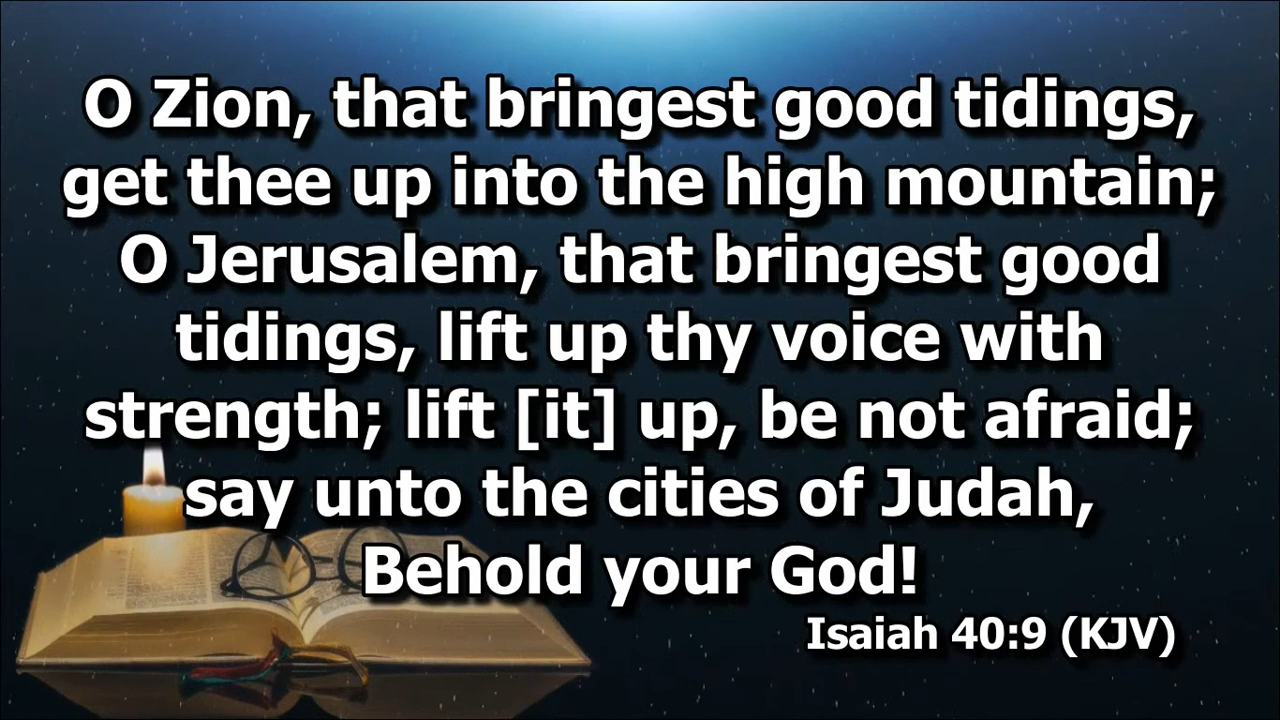 O Zion, that bringest good tidings,
get thee up into the high mountain;
O Jerusalem, that bringest good
tidings, lift up thy voice with
strength; lift [it] up, be not afraid;
say unto the cities of Judah,
Behold your God!
Isaiah 40:9 (KJV)